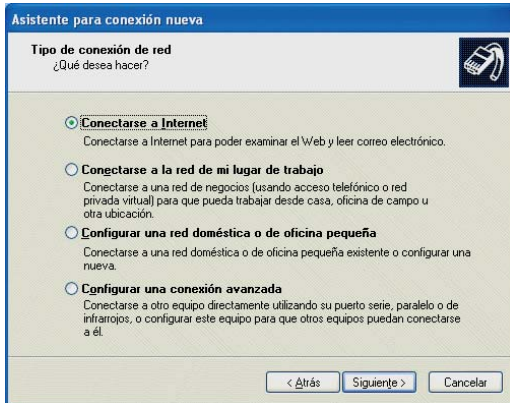 Asistente para conexión nueva
Tipo de conexión de red
¿Qué desea hacer?
Conectarse a Internet
Conectarse a Internet para poder examinar el Web y leer correo electrónico.
Conectarse a la red de mi lugar de trabajo
Conectarse a una red de negocios (usando acceso telefónico o red
privada virtual) para que pueda trabajar desde casa, oficina de campo u
otra ubicación.
Configurar una red doméstica o de oficina pequeña
Conectarse a una red doméstica o de oficina pequeña existente o configurar una
nueva.
Configurar una conexión avanzada
Conectarse a otro equipo directamente utilizando su puerto serie, paralelo o de
infrarrojos, o configurar este equipo para que otros equipos puedan conectarse
a él.
< Atrás Siguiente > Cancelar